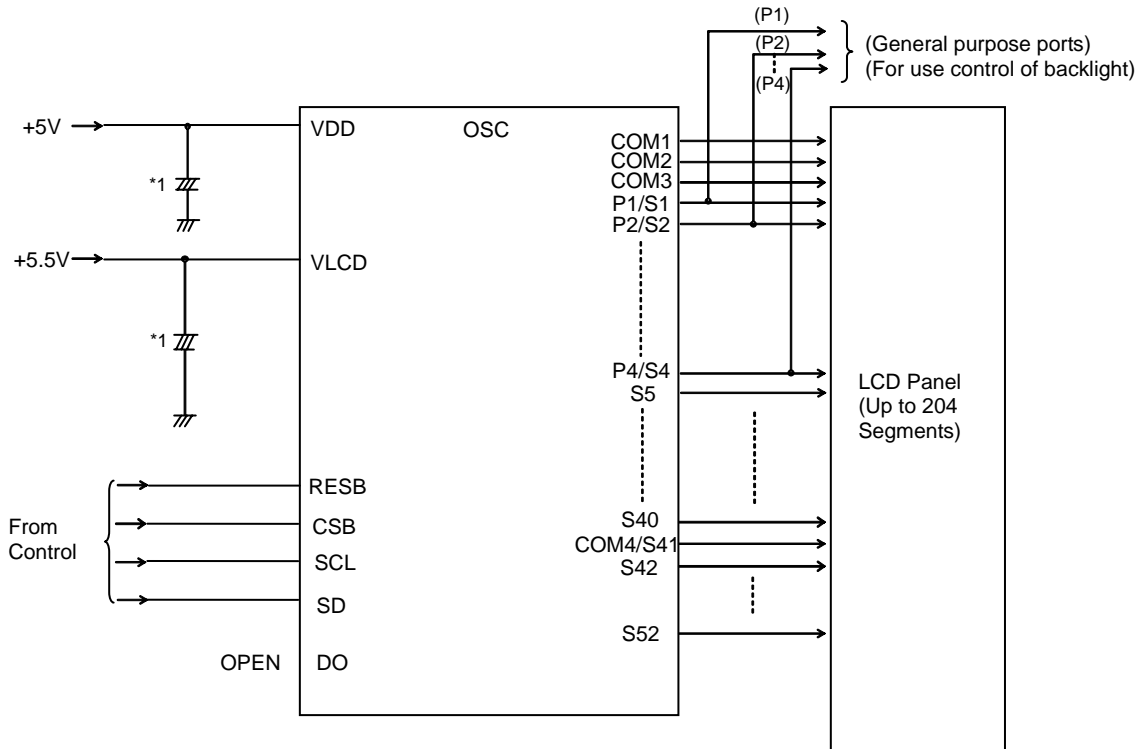 (P1)
(P2)
(P4)
(General purpose ports)
(For use control of backlight)
+5V
VDD
OSC
COM1
COM2
COM3
P1/S1
P2/S2
*1
+5.5V
VLCD
*1
P4/S4
S5
LCD Panel
(Up to 204
Segments)
From
Control
RESB
CSB
SCL
SD
S40
COM4/S41
S42
S52
OPEN
DO